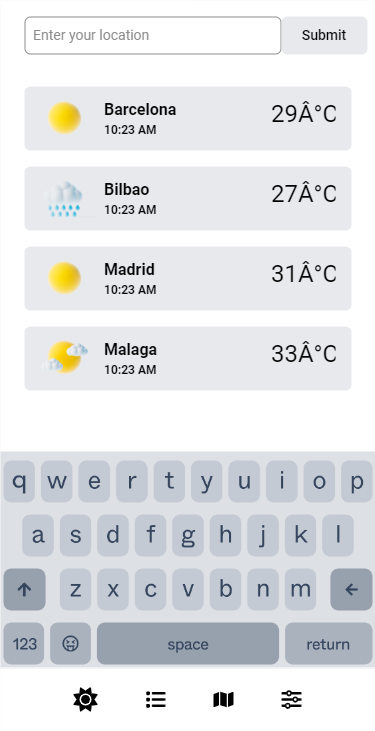 Enter your location Submit
Barcelona 29Â°C
10:23 AM
Bilbao 27Â°C
10:23 AM
Madrid 31Â°C
10:23 AM
Malaga 33Â°C
10:23 AM
q w e r t y u i o p
a s d f g h j k l
z x c v b n m
123 space return